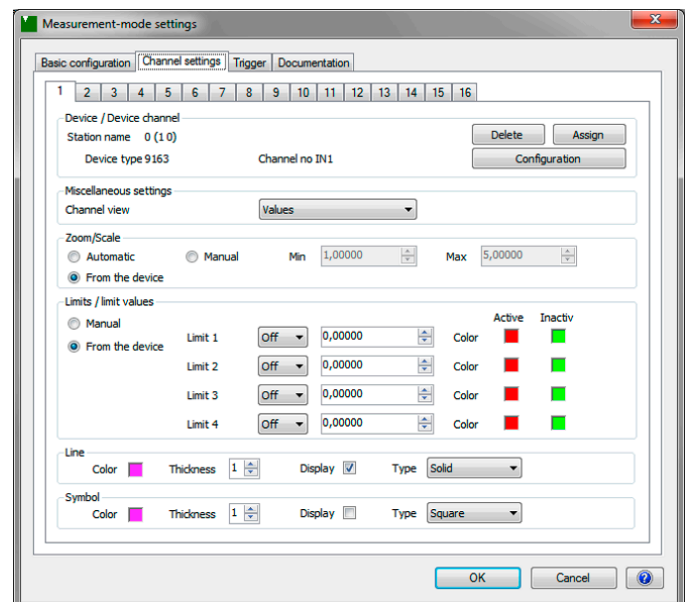 Measurement-mode settings
Basic configuration Channel settings Trigger Documentation
1 2 3 4 5 6 7 8 9 10 11 12 13 14 15 16
Device / Device channel
Station name 0 (1 0) Delete Assign
Device type 9163 Channel no IN1 Configuration
Miscellaneous settings
Channel view Values
Zoom/Scale
Automatic Manual Min 1,00000 Max 5,00000
From the device
Limits / limit values
Active Inactiv
Manual
From the device
Limit 1 Off 0,00000 Color
Limit 2 Off 0,00000 Color
Limit 3 Off 0,00000 Color
Limit 4 Off 0,00000 Color
Line
Color Thickness 1 Display Type Solid
Symbol
Color Thickness 1 Display Type Square
OK Cancel ?